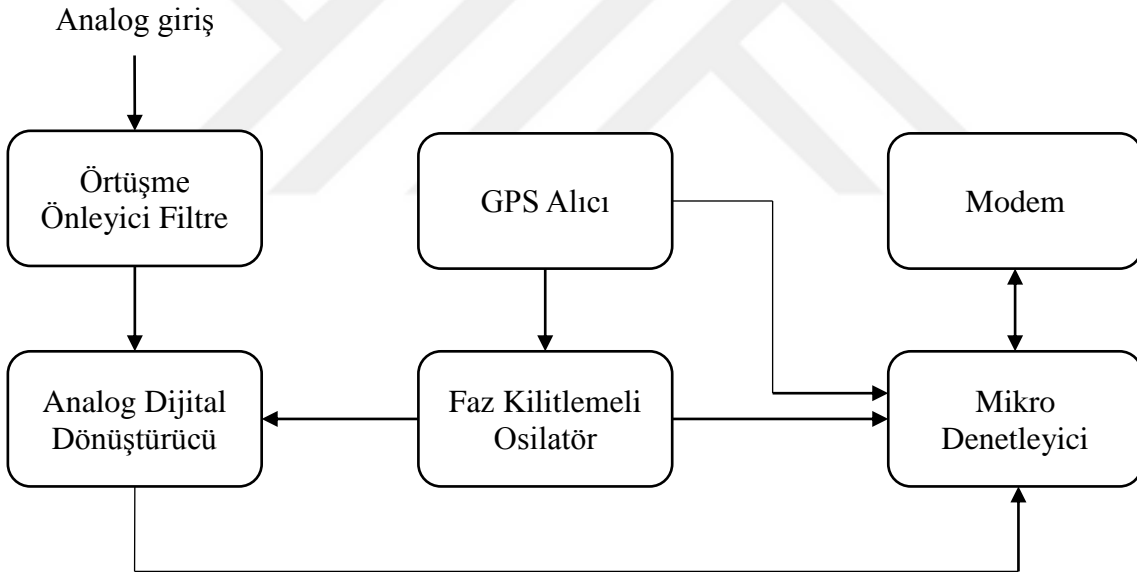 Analog giriş
Örtüşme
Önleyici Filtre
GPS Alıcı
Modem
Analog Dijital
Dönüştürücü
Faz Kilitlemeli
Osilatör
Mikro
Denetleyici